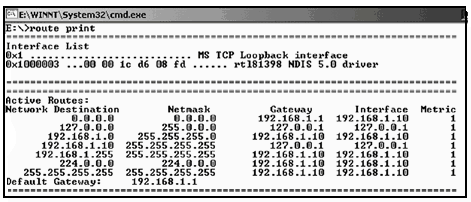 E:\WINNT\System32\cmd.exe
E:\>route print
===========================================================================
Interface List
0x1 ........................... MS TCP Loopback interface
0x1000003 ...00 00 1c d6 08 fd ...... rtl81398 NDIS 5.0 driver
===========================================================================
===========================================================================
Active Routes:
Network Destination Netmask Gateway Interface Metric
0.0.0.0 0.0.0.0 192.168.1.1 192.168.1.10 1
127.0.0.0 255.0.0.0 127.0.0.1 127.0.0.1 1
192.168.1.0 255.255.255.0 192.168.1.10 192.168.1.10 1
192.168.1.10 255.255.255.255 127.0.0.1 127.0.0.1 1
192.168.1.255 255.255.255.255 192.168.1.10 192.168.1.10 1
224.0.0.0 224.0.0.0 192.168.1.10 192.168.1.10 1
255.255.255.255 255.255.255.255 192.168.1.10 192.168.1.10 1
Default Gateway: 192.168.1.1
===========================================================================